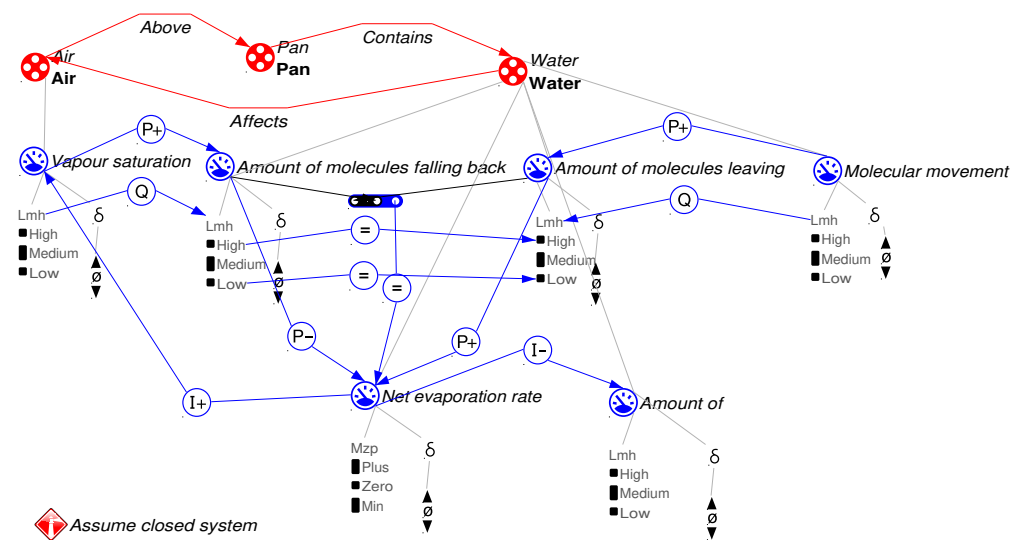 Above
Contains
Air
Air
Pan
Pan
Water
Water
Affects
P+
P+
Vapour saturation
Amount of molecules falling back
Amount of molecules leaving
Molecular movement
Q
Q
Lmh
High
Medium
Low
δ
ø
Lmh
High
Medium
Low
δ
ø
=
=
=
Lmh
High
Medium
Low
δ
ø
Lmh
High
Medium
Low
δ
ø
P-
P+
I-
I+
Net evaporation rate
Amount of
Mzp
Plus
Zero
Min
δ
ø
Lmh
High
Medium
Low
δ
ø
Assume closed system